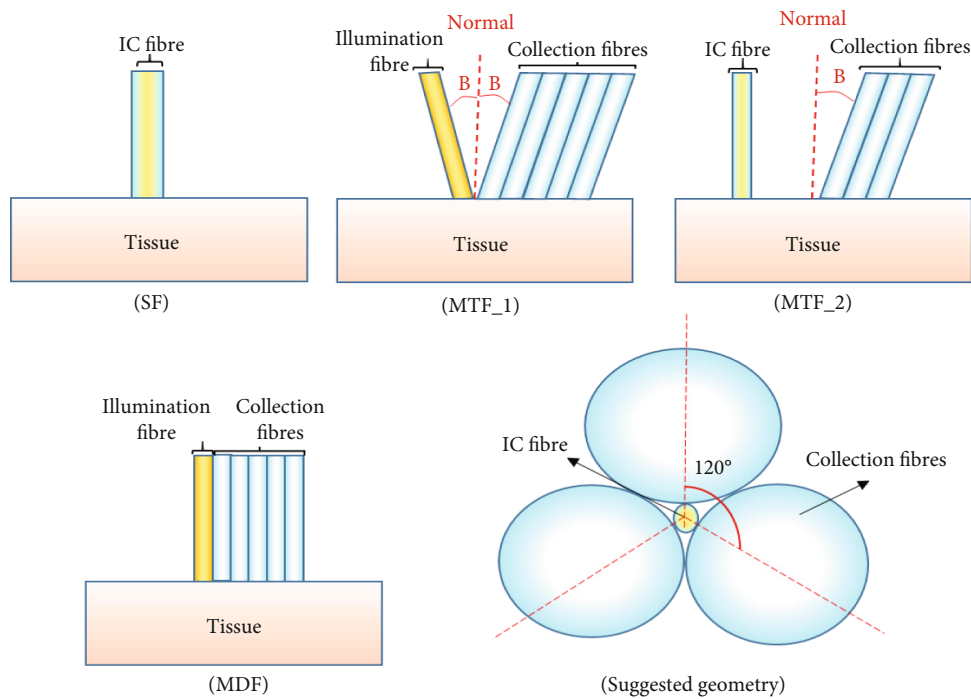 IC fibre
Tissue
(SF)
Normal
Illumination
fibre
Collection fibres
B
B
Tissue
(MTF_1)
Normal
IC fibre
Collection fibres
B
Tissue
(MTF_2)
Illumination
fibre
Collection
fibres
Tissue
(MDF)
IC fibre
120°
Collection fibres
(Suggested geometry)